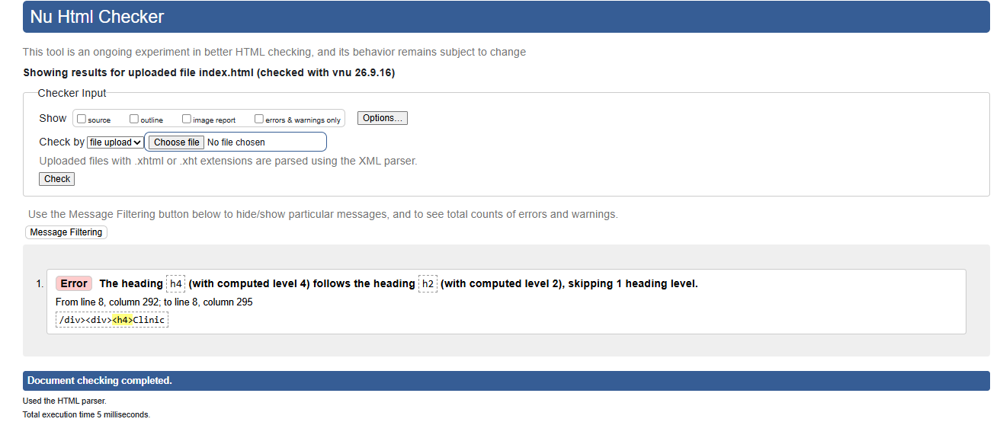 Nu Html Checker
This tool is an ongoing experiment in better HTML checking, and its behavior remains subject to change
Showing results for uploaded file index.html (checked with vnu 26.9.16)
Checker Input
Show source outline image report errors & warnings only Options...
Check by file upload Choose file No file chosen
Uploaded files with .xhtml or .xht extensions are parsed using the XML parser.
Check
Use the Message Filtering button below to hide/show particular messages, and to see total counts of errors and warnings.
Message Filtering
1. Error The heading h4 (with computed level 4) follows the heading h2 (with computed level 2), skipping 1 heading level.
From line 8, column 292; to line 8, column 295
/div><div><h4>Clinic
Document checking completed.
Used the HTML parser.
Total execution time 5 milliseconds.